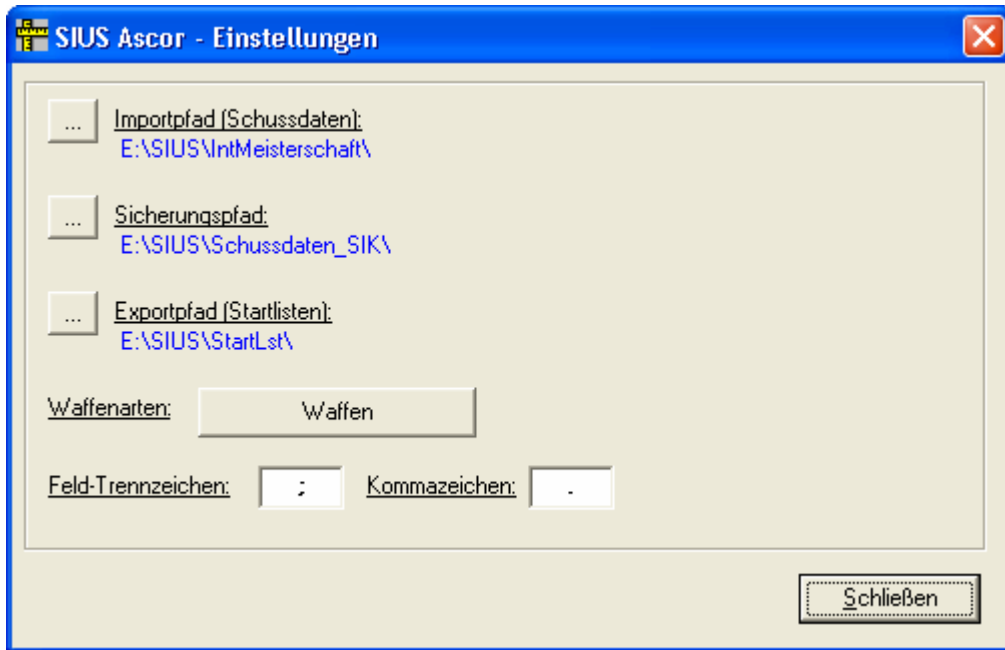 SIUS Ascor - Einstellungen
... Importpfad (Schussdaten):
E:\SIUS\IntMeisterschaft\
... Sicherungspfad:
E:\SIUS\Schussdaten_SIK\
... Exportpfad (Startlisten):
E:\SIUS\StartLst\
Waffenarten: Waffen
Feld-Trennzeichen: ; Kommazeichen: .
Schließen